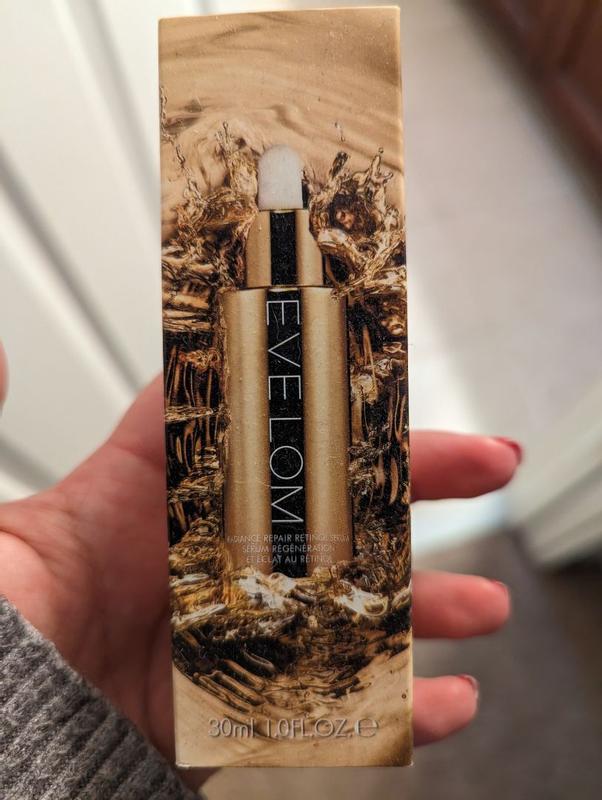 EVE LOM
RADIANCE REPAIR RETINOL SERUM
SÉRUM RÉGÉNÉRATION
ET ÉCLAT AU RÉTINOL
30ml 1.0FL.OZ. ℮